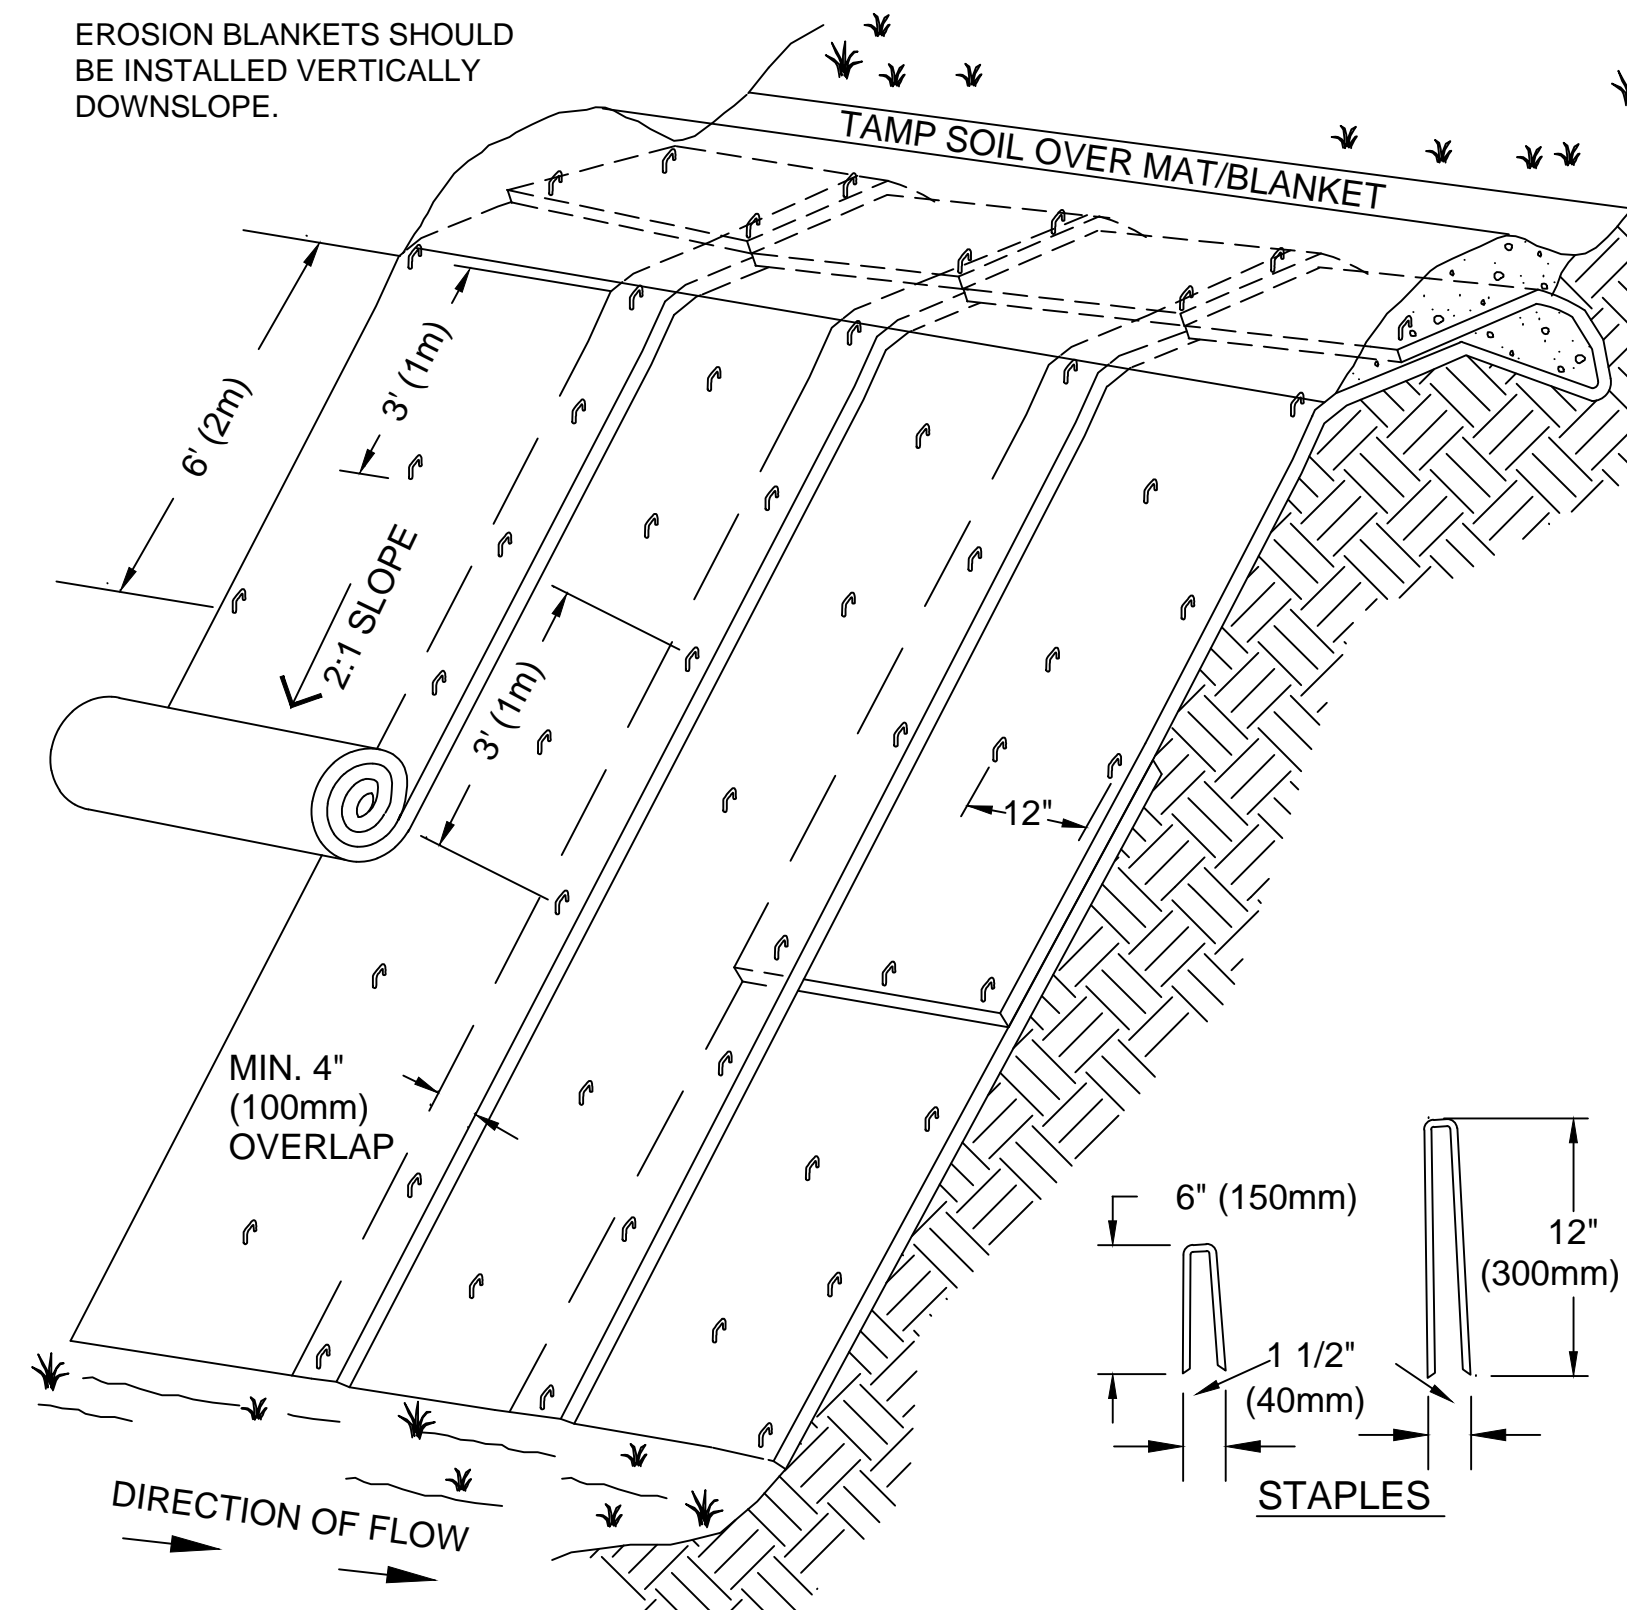 EROSION BLANKETS SHOULD
BE INSTALLED VERTICALLY
DOWNSLOPE.
TAMP SOIL OVER MAT/BLANKET
6' (2m)
3' (1m)
2:1 SLOPE
3' (1m)
12"
MIN. 4"
(100mm)
OVERLAP
6" (150mm)
12"
(300mm)
1 1/2"
(40mm)
STAPLES
DIRECTION OF FLOW